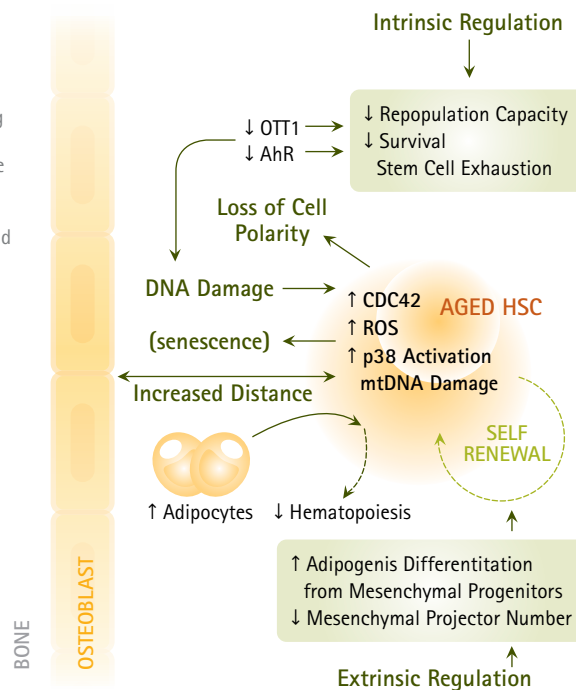 Intrinsic Regulation
↓ Repopulation Capacity
↓ Survival
Stem Cell Exhaustion
↓ OTT1
↓ AhR
g
e
d
Loss of Cell
Polarity
DNA Damage
↑ CDC42
↑ ROS
↑ p38 Activation
mtDNA Damage
AGED HSC
(senescence)
Increased Distance
SELF
RENEWAL
↑ Adipocytes
↓ Hematopoiesis
↑ Adipogenis Differentitation
from Mesenchymal Progenitors
↓ Mesenchymal Projector Number
Extrinsic Regulation
OSTEOBLAST
BONE